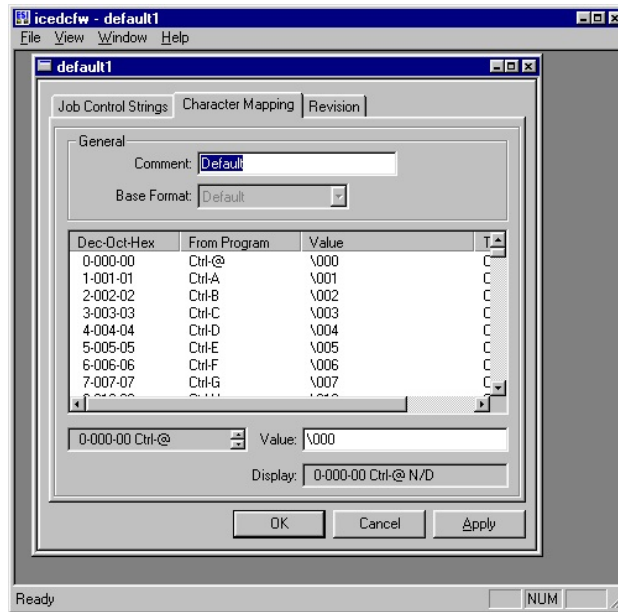 icedcfw - default1
File View Window Help
default1
Job Control Strings Character Mapping Revision
General
Comment: Default
Base Format: Default
Dec-Oct-Hex From Program Value
0-000-00 Ctrl-@ \000
1-001-01 Ctrl-A \001
2-002-02 Ctrl-B \002
3-003-03 Ctrl-C \003
4-004-04 Ctrl-D \004
5-005-05 Ctrl-E \005
6-006-06 Ctrl-F \006
7-007-07 Ctrl-G \007
0-000-00 Ctrl-@ Value: \000
Display: 0-000-00 Ctrl-@ N/D
OK Cancel Apply
Ready NUM